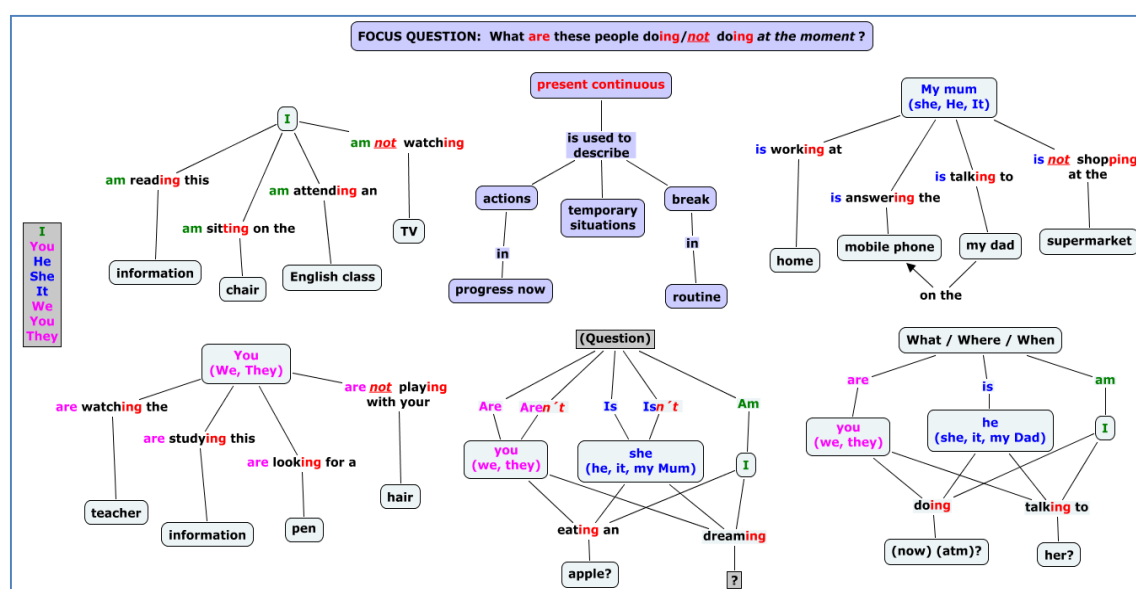 FOCUS QUESTION: What are these people doing/not doing at the moment ?
I
am not watching
am reading this
am attending an
am sitting on the
TV
information
chair
English class
present continuous
is used to
describe
actions
temporary
situations
break
in
in
progress now
routine
My mum
(she, He, It)
is working at
is not shopping
at the
is talking to
is answering the
home
mobile phone
my dad
supermarket
on the
I
You
He
She
It
We
You
They
You
(We, They)
are not playing
with your
are watching the
are studying this
are looking for a
teacher
information
pen
hair
(Question)
Are
Aren´t
Is
Isn´t
Am
you
(we, they)
she
(he, it, my Mum)
I
eating an
dreaming
apple?
?
What / Where / When
are
is
am
you
(we, they)
he
(she, it, my Dad)
I
doing
talking to
(now) (atm)?
her?